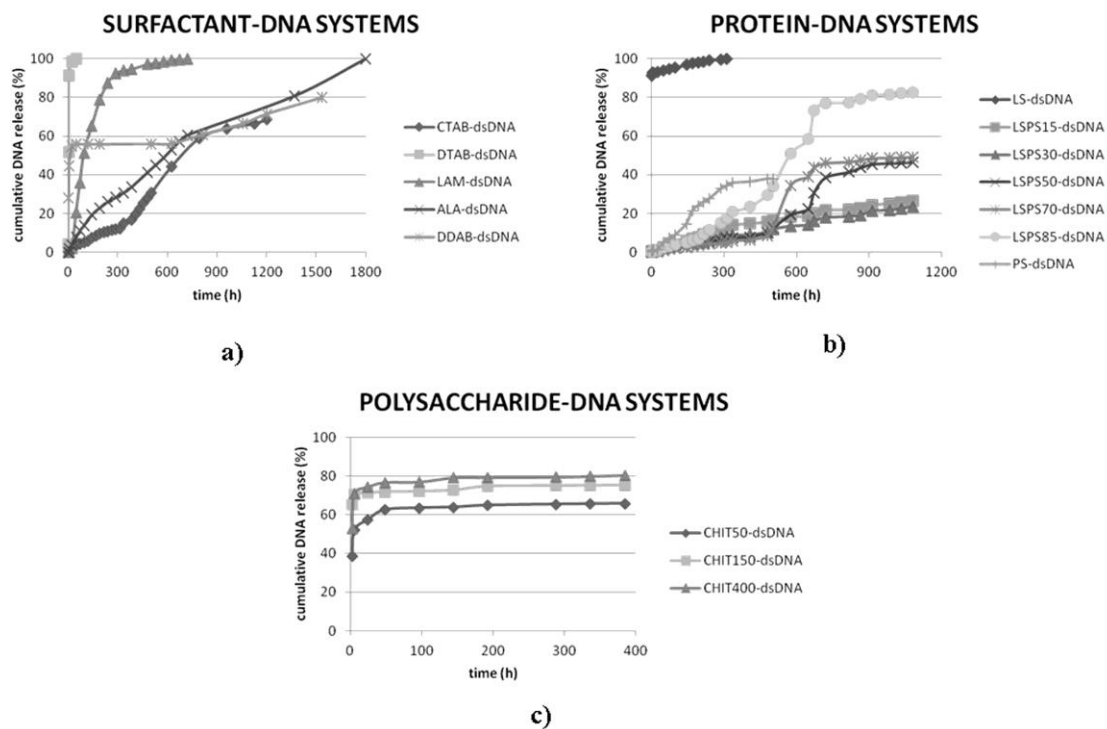 SURFACTANT-DNA SYSTEMS
cumulative DNA release (%)
100
80
60
40
20
0
0 300 600 900 1200 1500 1800
time (h)
CTAB-dsDNA
DTAB-dsDNA
LAM-dsDNA
ALA-dsDNA
DDAB-dsDNA
a)
PROTEIN-DNA SYSTEMS
cumulative DNA release (%)
100
80
60
40
20
0
0 300 600 900 1200
time (h)
LS-dsDNA
LSPS15-dsDNA
LSPS30-dsDNA
LSPS50-dsDNA
LSPS70-dsDNA
LSPS85-dsDNA
PS-dsDNA
b)
POLYSACCHARIDE-DNA SYSTEMS
cumulative DNA release (%)
100
80
60
40
20
0
0 100 200 300 400
time (h)
CHIT50-dsDNA
CHIT150-dsDNA
CHIT400-dsDNA
c)